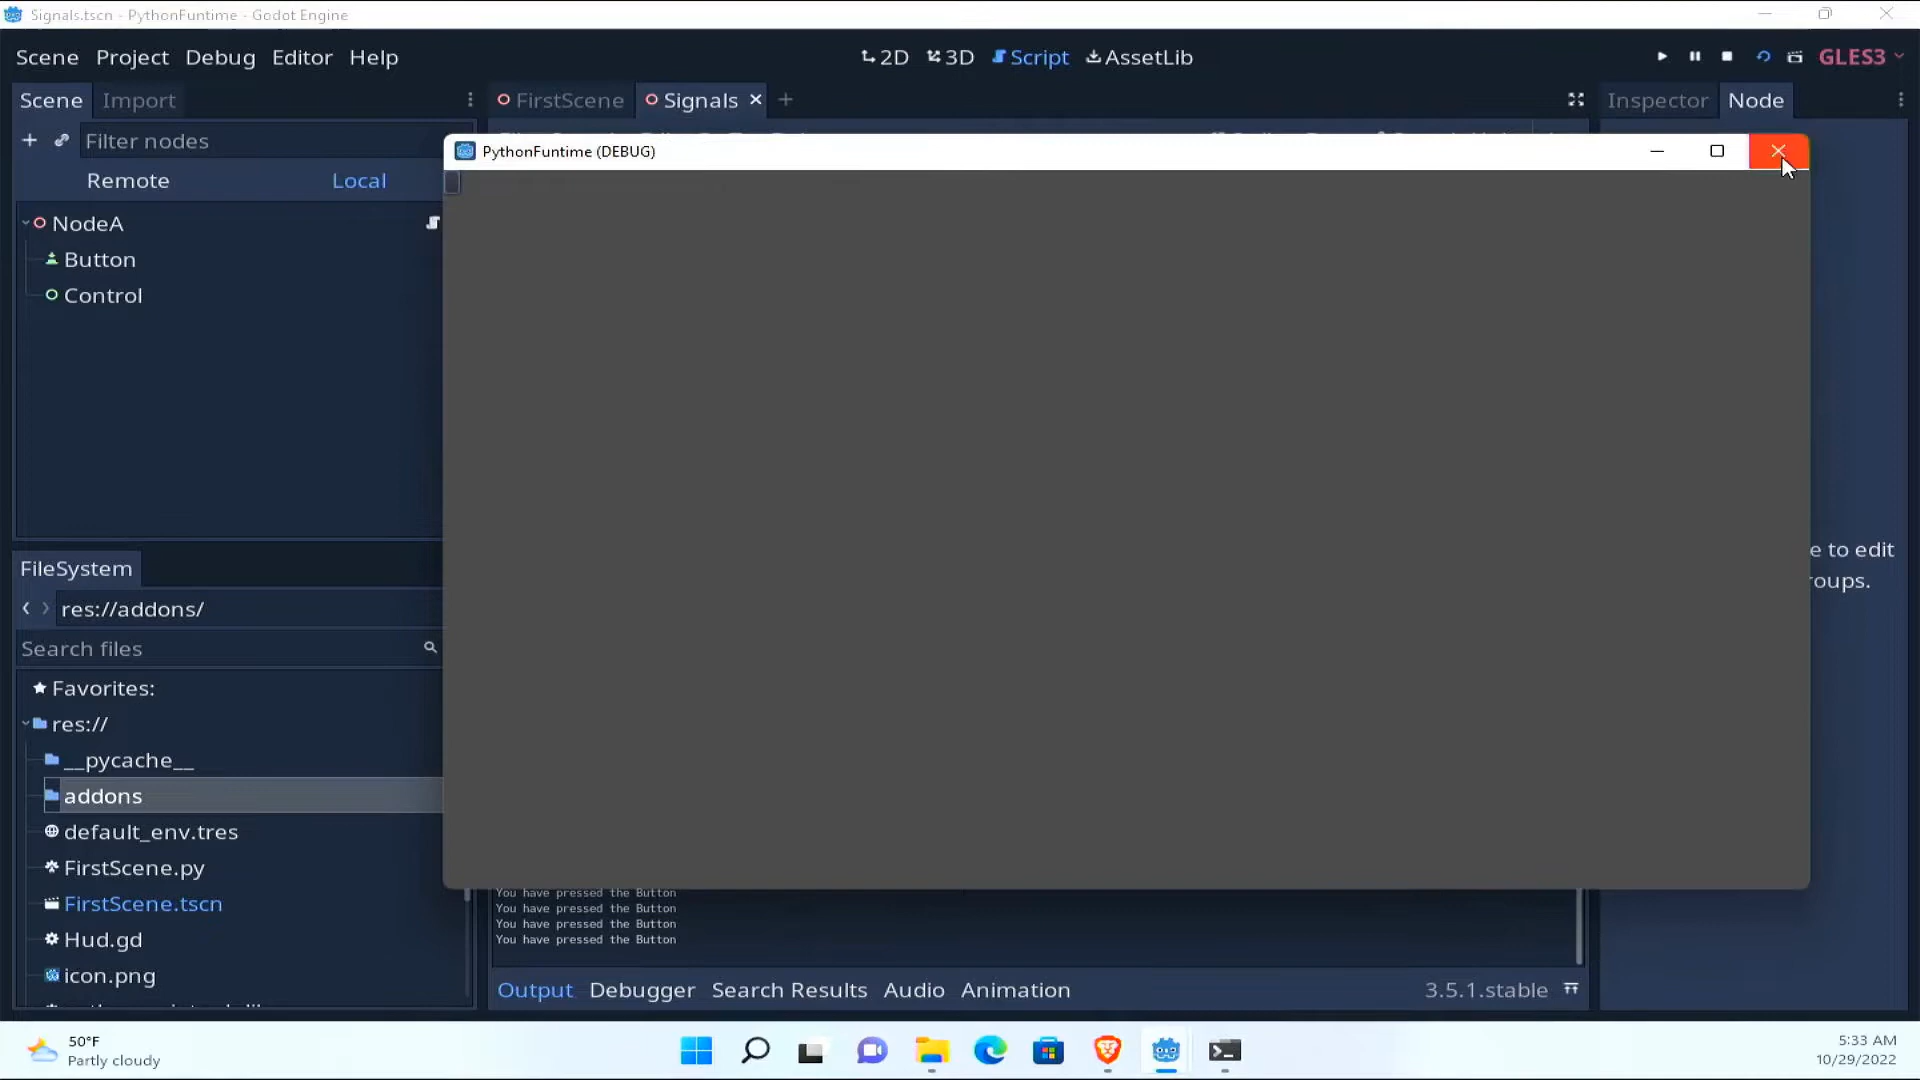 Signals.tscn - PythonFuntime - Godot Engine
Scene Project Debug Editor Help
2D 3D Script AssetLib
GLES3
Scene Import
FirstScene Signals
Inspector Node
Filter nodes
PythonFuntime (DEBUG)
Remote Local
NodeA
Button
Control
e to edit
roups.
FileSystem
res://addons/
Search files
Favorites:
res://
__pycache__
addons
default_env.tres
FirstScene.py
FirstScene.tscn
Hud.gd
icon.png
You have pressed the Button
You have pressed the Button
You have pressed the Button
You have pressed the Button
Output Debugger Search Results Audio Animation
3.5.1.stable
50°F
Partly cloudy
5:33 AM
10/29/2022